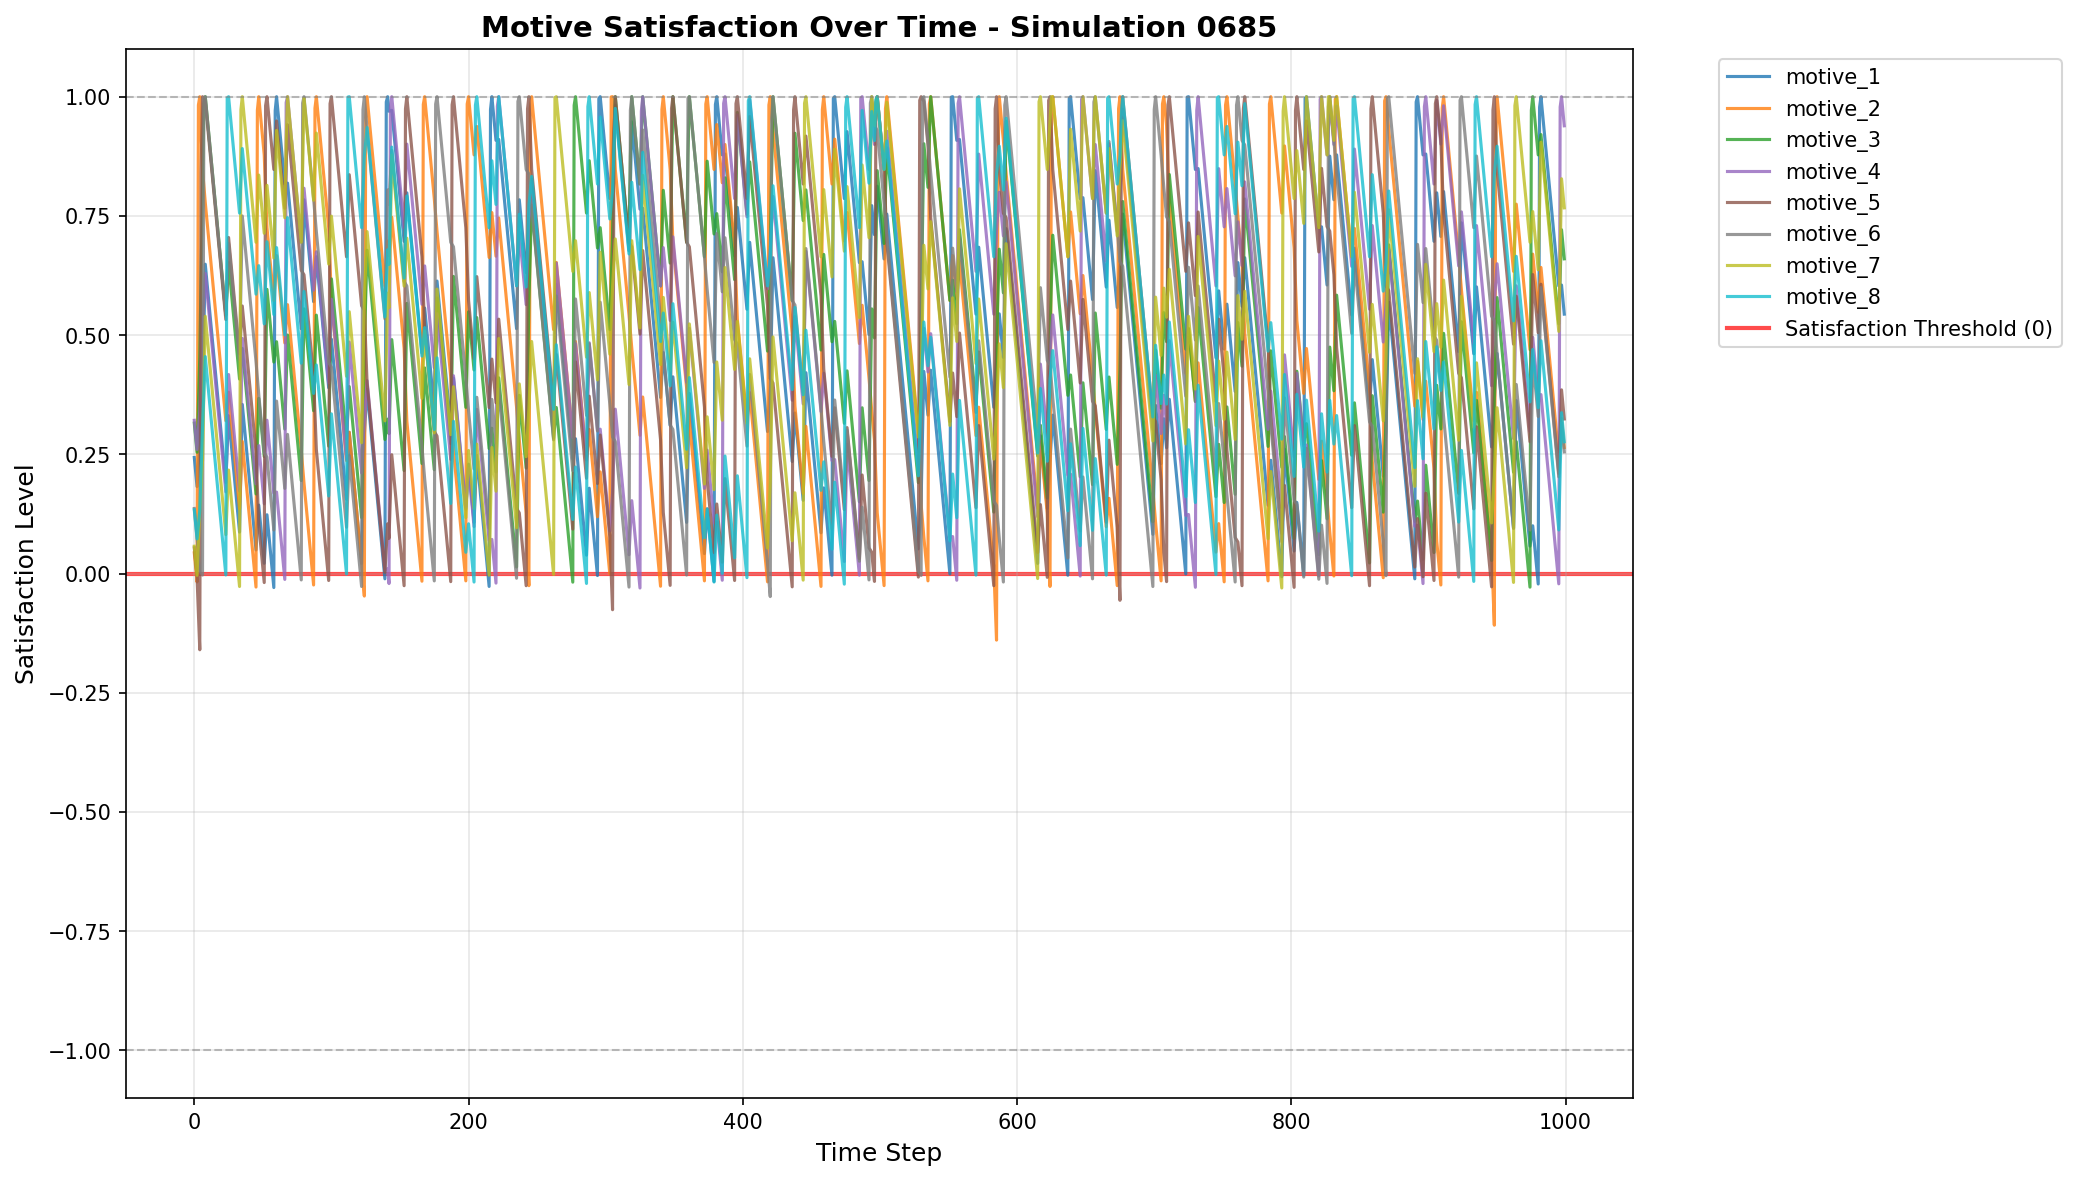 Motive Satisfaction Over Time - Simulation 0685
Satisfaction Level
1.00
0.75
0.50
0.25
0.00
−0.25
−0.50
−0.75
−1.00
0
200
400
600
800
1000
Time Step
motive_1
motive_2
motive_3
motive_4
motive_5
motive_6
motive_7
motive_8
Satisfaction Threshold (0)